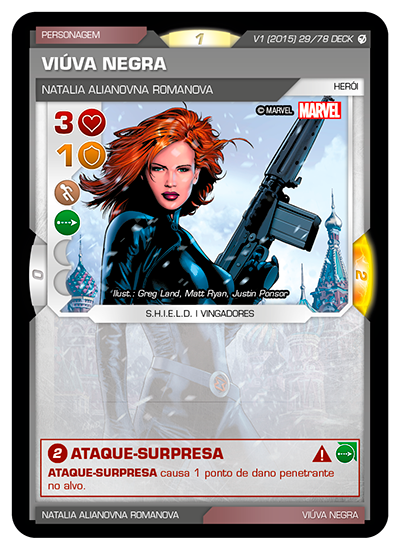 PERSONAGEM
1
V1 (2015) 29/78 DECK
VIÚVA NEGRA
NATALIA ALIANOVNA ROMANOVA
HERÓI
© MARVEL MARVEL
3
1
0
2
Ilust.: Greg Land, Matt Ryan, Justin Ponsor
S.H.I.E.L.D. | VINGADORES
2 ATAQUE-SURPRESA
ATAQUE-SURPRESA causa 1 ponto de dano penetrante
no alvo.
NATALIA ALIANOVNA ROMANOVA
VIÚVA NEGRA